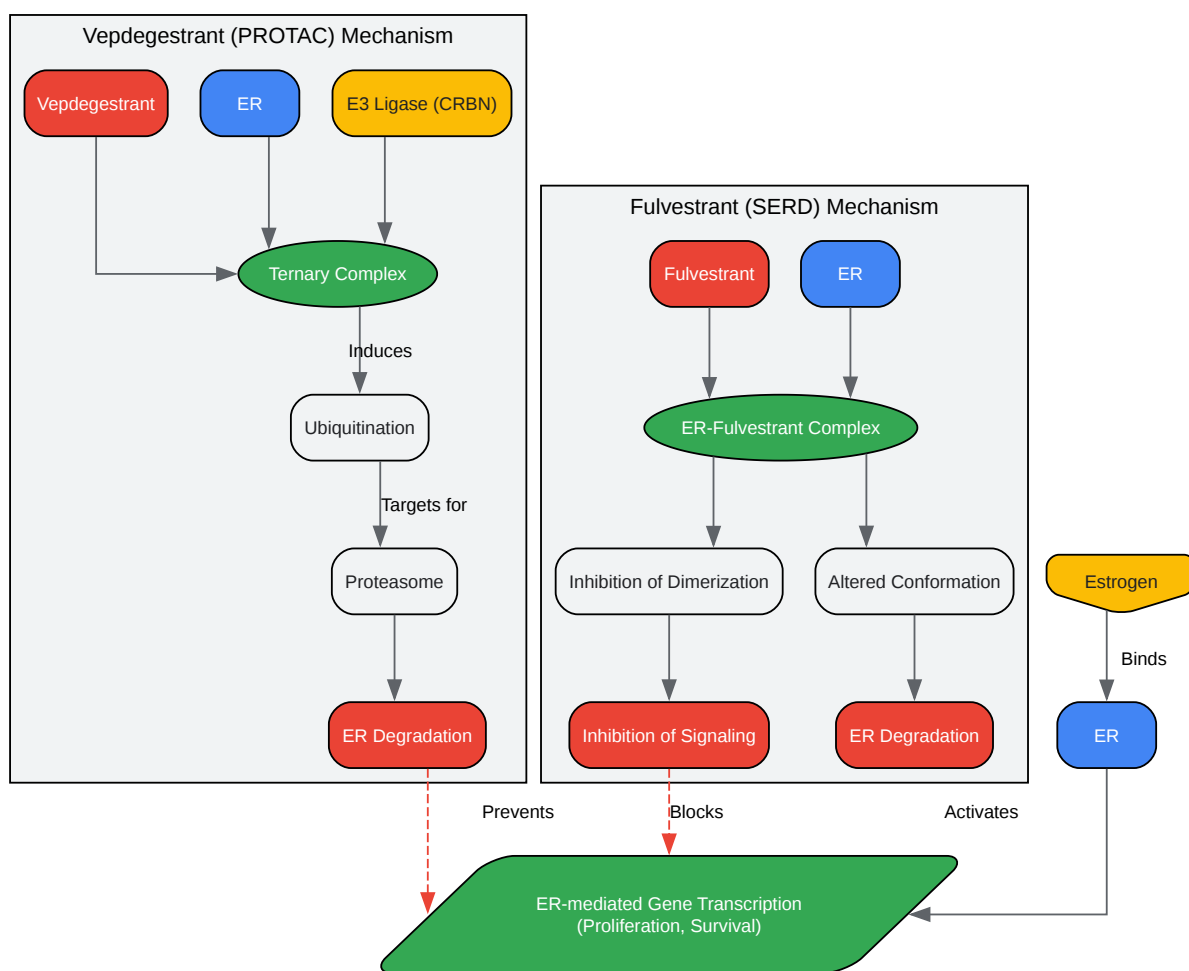 Vepdegestrant (PROTAC) Mechanism
Vepdegestrant
ER
E3 Ligase (CRBN)
Ternary Complex
Induces
Ubiquitination
Targets for
Proteasome
ER Degradation
Fulvestrant (SERD) Mechanism
Fulvestrant
ER
ER-Fulvestrant Complex
Inhibition of Dimerization
Altered Conformation
Inhibition of Signaling
ER Degradation
Estrogen
Binds
ER
Prevents
Blocks
Activates
ER-mediated Gene Transcription
(Proliferation, Survival)